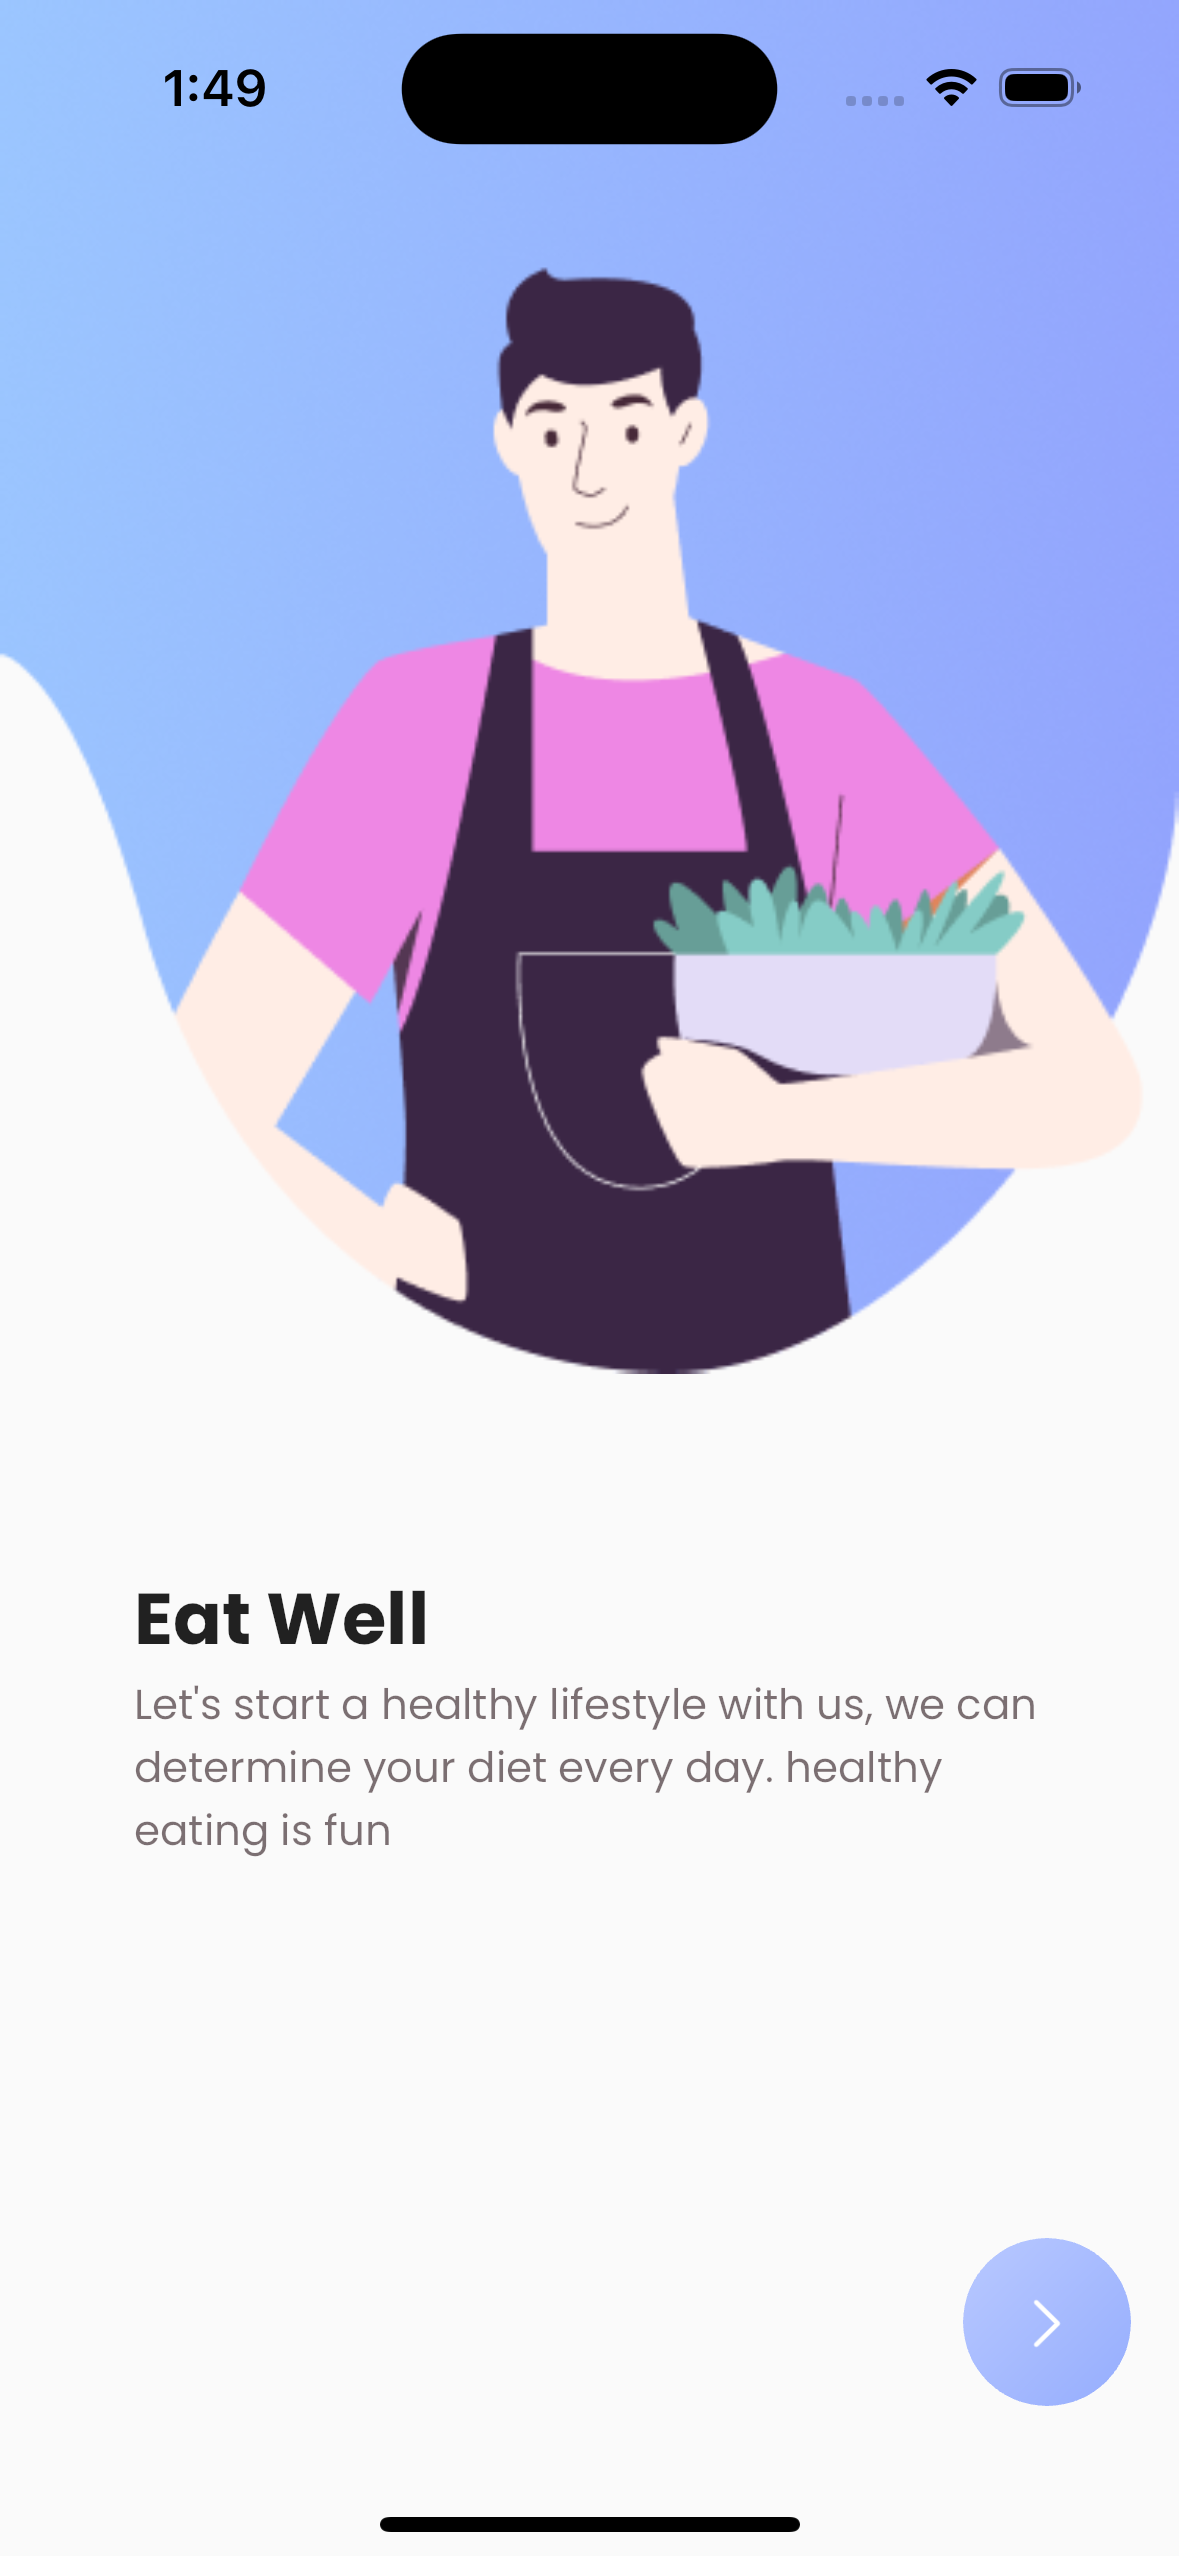 1:49
Eat Well
Let's start a healthy lifestyle with us, we can
determine your diet every day. healthy
eating is fun